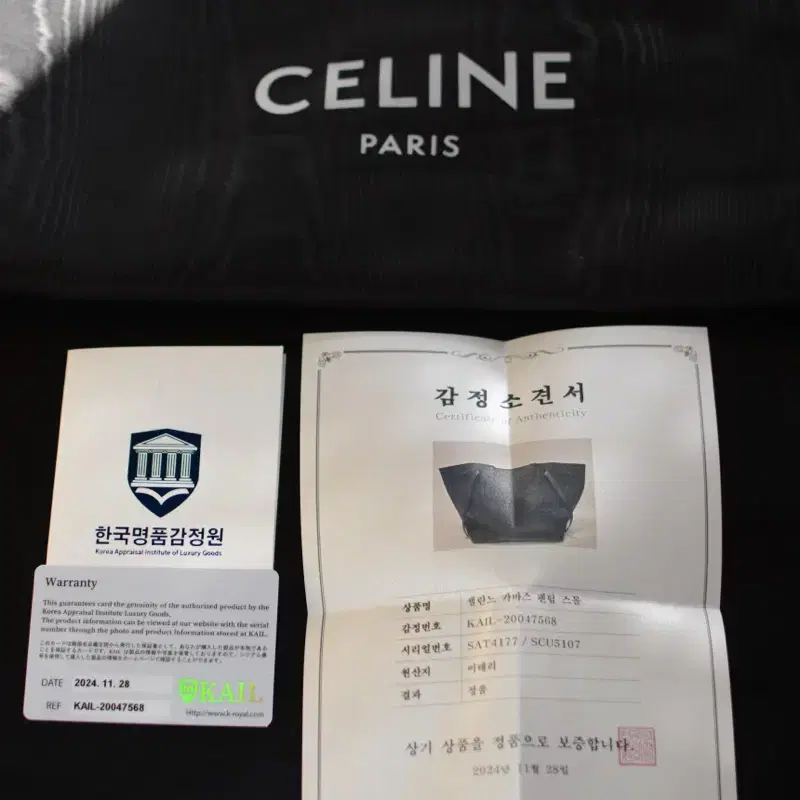 CELINE
PARIS
한국명품감정원
Korea Appraisal Institute of Luxury Goods
Warranty
This guarantees card the genuinity of the authorized product by the
Korea Appraisal Institute Luxury Goods.
The product information can be viewed at our website with the serial
number through the photo and product information stored at KAIL.
DATE 2024. 11. 28
KAIL
REF KAIL-20047568
감정소견서
Certificate of Authenticity
상품명 셀린느 카바스 팬텀 스몰
감정번호 KAIL-20047568
시리얼번호 SAT4177 / SCU5107
원산지 이태리
결과 정품
상기 상품을 정품으로 보증합니다.
2024년 11월 28일